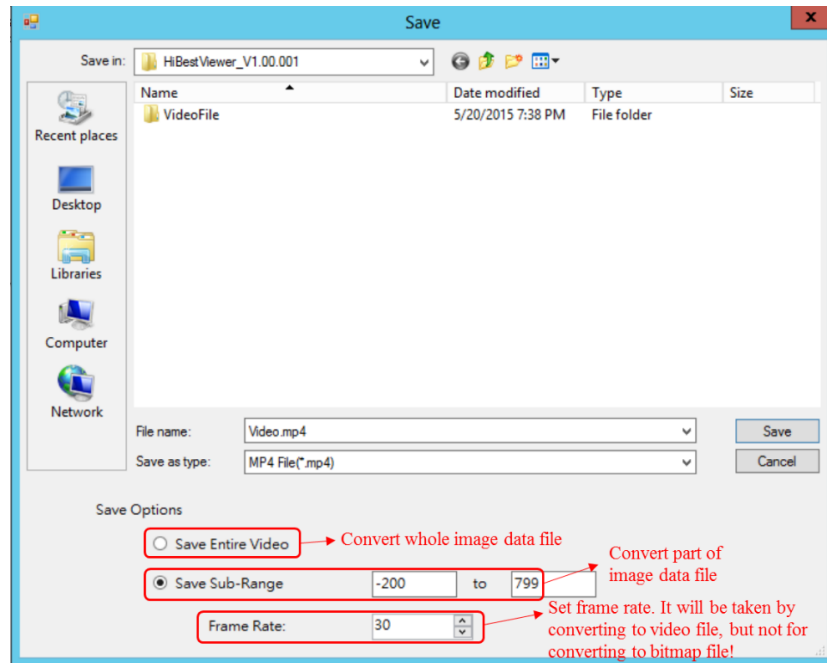 Save
x
Save in: HiBestViewer_V1.00.001
Name Date modified Type Size
VideoFile 5/20/2015 7:38 PM File folder
Recent places
Desktop
Libraries
Computer
Network
File name: Video.mp4 Save
Save as type: MP4 File(*.mp4) Cancel
Save Options
Save Entire Video Convert whole image data file
Save Sub-Range -200 to 799
Convert part of
image data file
Frame Rate: 30
Set frame rate. It will be taken by
converting to video file, but not for
converting to bitmap file!